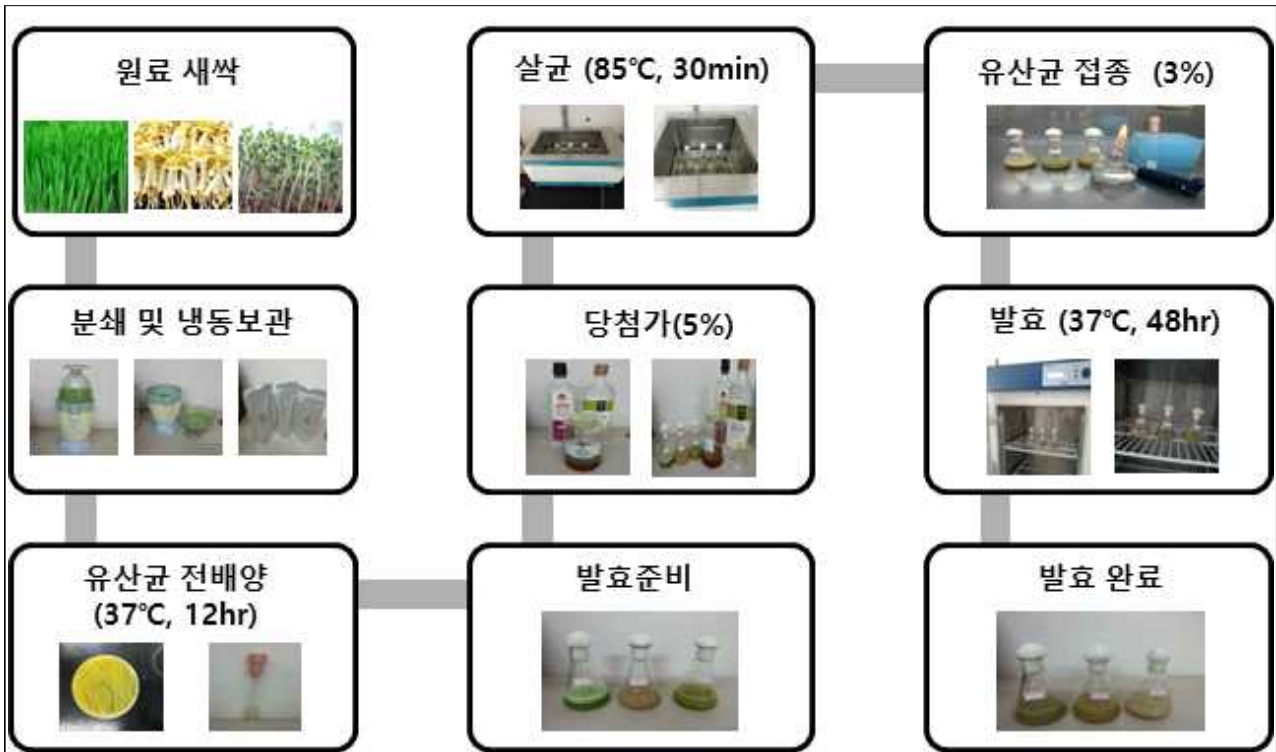 원료 새싹
분쇄 및 냉동보관
유산균 전배양
(37℃, 12hr)
발효준비
당첨가(5%)
살균 (85℃, 30min)
유산균 접종 (3%)
발효 (37℃, 48hr)
발효 완료